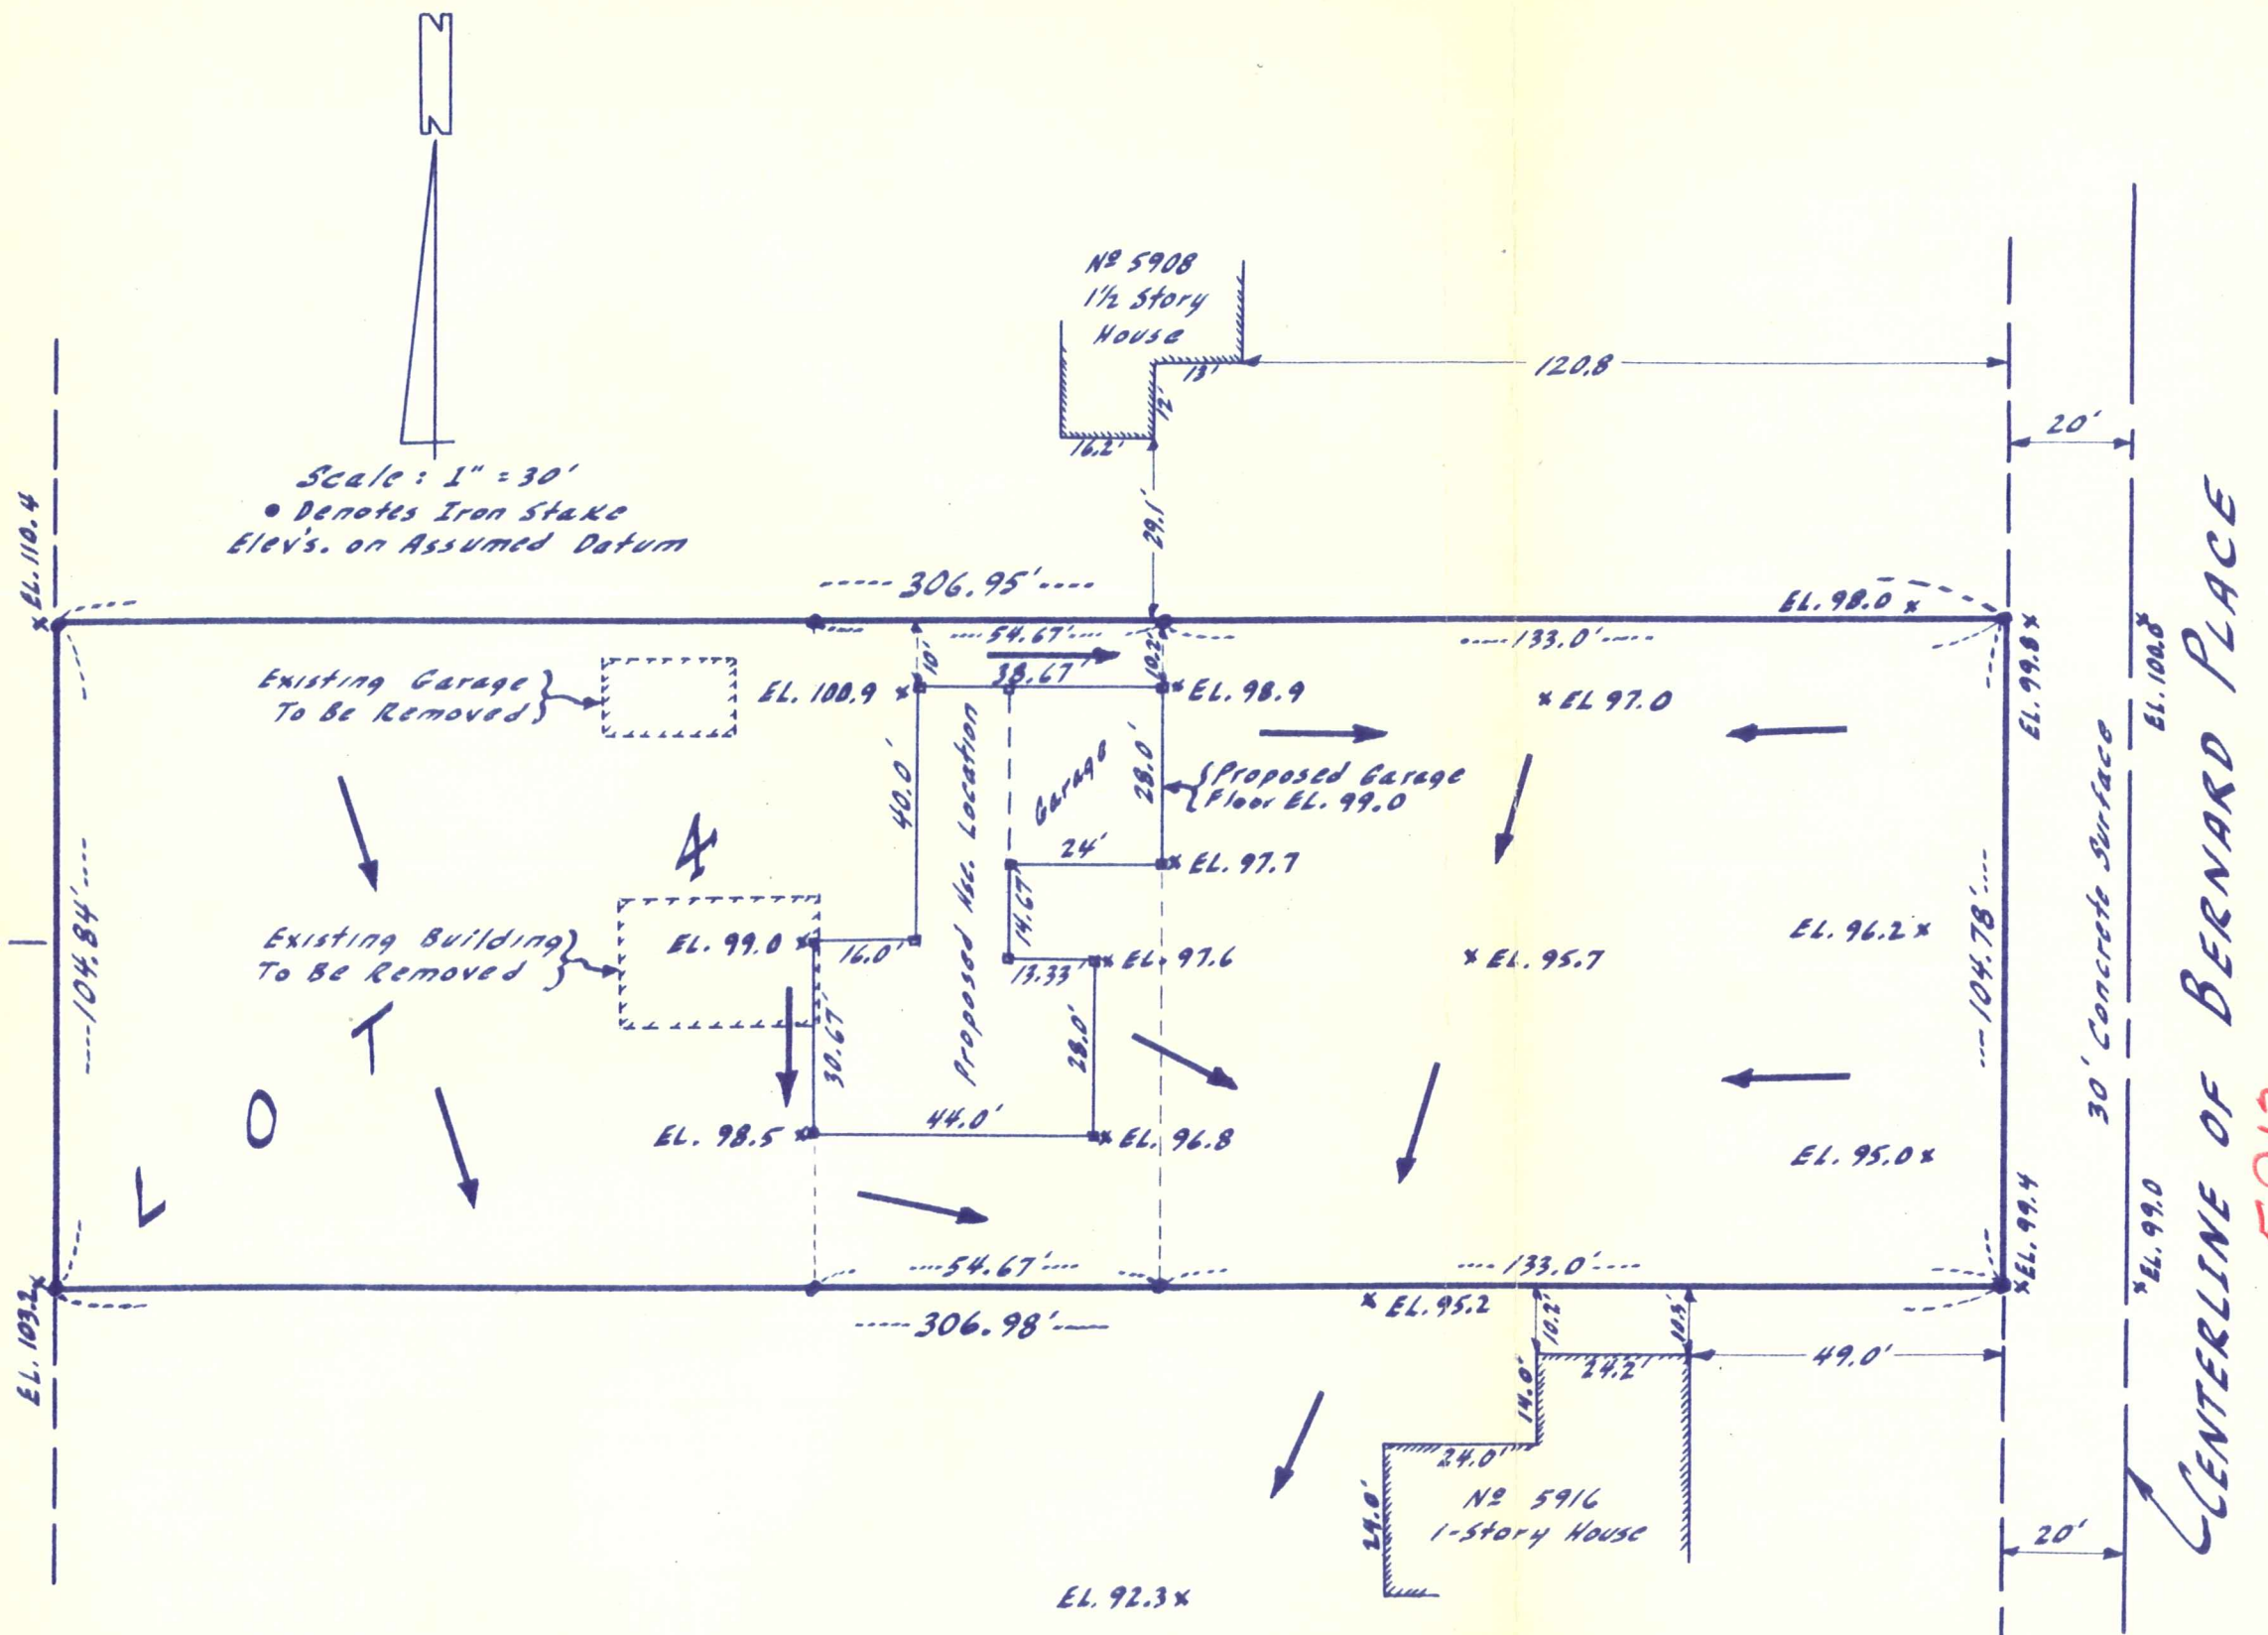 N
Scale: 1" = 30'
• Denotes Iron Stake
Elev's. on Assumed Datum
Nº 5908
1½ Story
House
13'
12'
16.2'
120.8
20'
29.1'
EL. 110.4
306.95'
54.67'
133.0'
EL. 98.0 x
EL. 99.8 x
10'
38.67'
10.2'
Existing Garage
To Be Removed
EL. 100.9 x
x EL. 98.9
x EL 97.0
40.0'
Proposed Hse. Location
Garage
28.0'
Proposed Garage
Floor EL. 99.0
24'
x EL. 97.7
14.67'
LOT 4
104.84'
Existing Building
To Be Removed
EL. 99.0 x
16.0'
13.33'
x EL. 97.6
x EL. 95.7
EL. 96.2 x
104.78'
30.67'
28.0'
EL. 98.5 x
44.0'
x EL. 96.8
EL. 95.0 x
EL. 103.2 x
54.67'
133.0'
306.98'
x EL. 95.2
10.2'
x EL. 99.4
x EL. 99.0
30' Concrete Surface
CENTERLINE OF BERNARD PLACE
24.2'
49.0'
14.0'
24.0'
24.0'
Nº 5916
1-Story House
20'
EL. 92.3 x